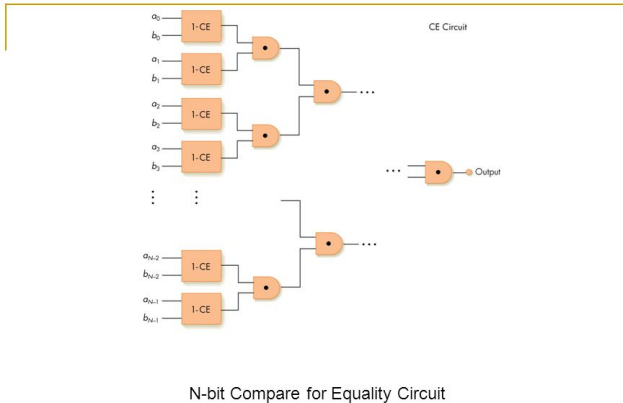 CE Circuit
a₀
b₀
1-CE
a₁
b₁
1-CE
a₂
b₂
1-CE
a₃
b₃
1-CE
Output
aN–2
bN–2
1-CE
aN–1
bN–1
1-CE
N-bit Compare for Equality Circuit